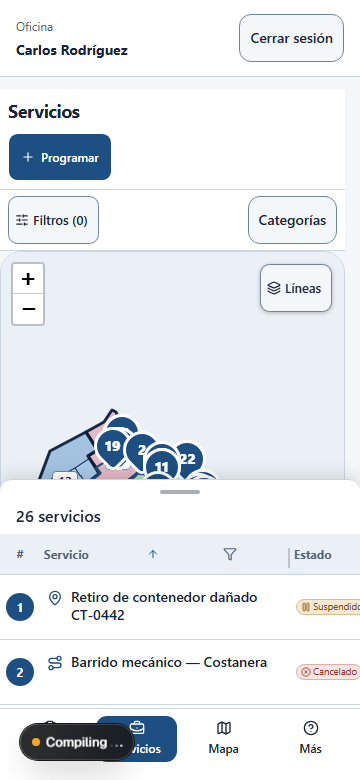 Oficina
Carlos Rodríguez
Cerrar sesión
Servicios
+ Programar
Filtros (0)
Categorías
+
−
Líneas
19
22
11
26 servicios
# Servicio Estado
1 Retiro de contenedor dañado
CT-0442
Suspendido
2 Barrido mecánico — Costanera
Cancelado
Compiling ...
Mapa
Más